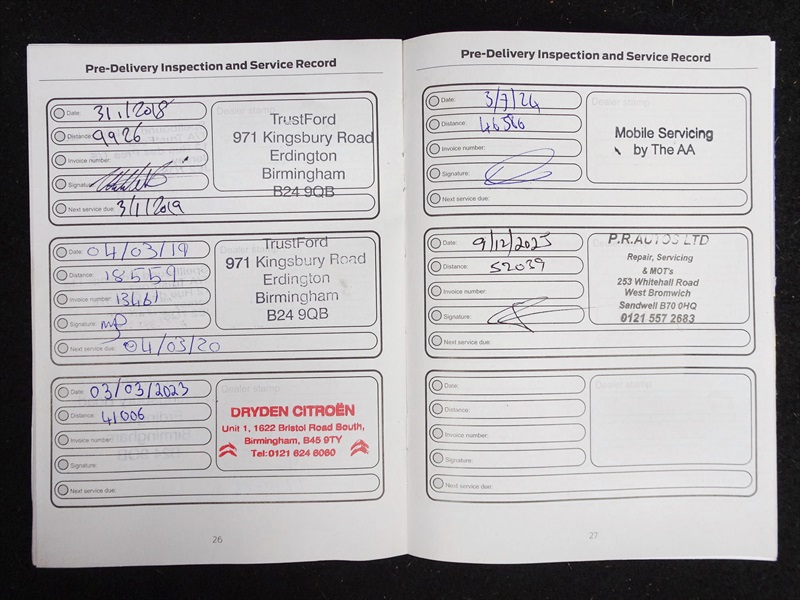 Pre-Delivery Inspection and Service Record
Date: 3/1/2018
Distance: 9926
Invoice number:
Signature:
Next service due: 3/1/2019
Dealer stamp
TrustFord
971 Kingsbury Road
Erdington
Birmingham
B24 9QB
Date: 04/03/19
Distance: 18559
Invoice number: 13461
Signature:
Next service due: 04/03/20
TrustFord
971 Kingsbury Road
Erdington
Birmingham
B24 9QB
Date: 03/03/2023
Distance: 41006
Invoice number:
Signature:
Next service due:
Dealer stamp
DRYDEN CITROËN
Unit 1, 1622 Bristol Road South,
Birmingham, B45 9TY
Tel:0121 624 6060
26
Pre-Delivery Inspection and Service Record
Date: 3/7/24
Distance: 46586
Invoice number:
Signature:
Next service due:
Dealer stamp
Mobile Servicing
by The AA
Date: 9/12/2025
Distance: 52039
Invoice number:
Signature:
Next service due:
P.R.AUTOS LTD
Repair, Servicing
& MOT's
253 Whitehall Road
West Bromwich
Sandwell B70 0HQ
0121 557 2683
Date:
Distance:
Invoice number:
Signature:
Next service due:
Dealer stamp
27